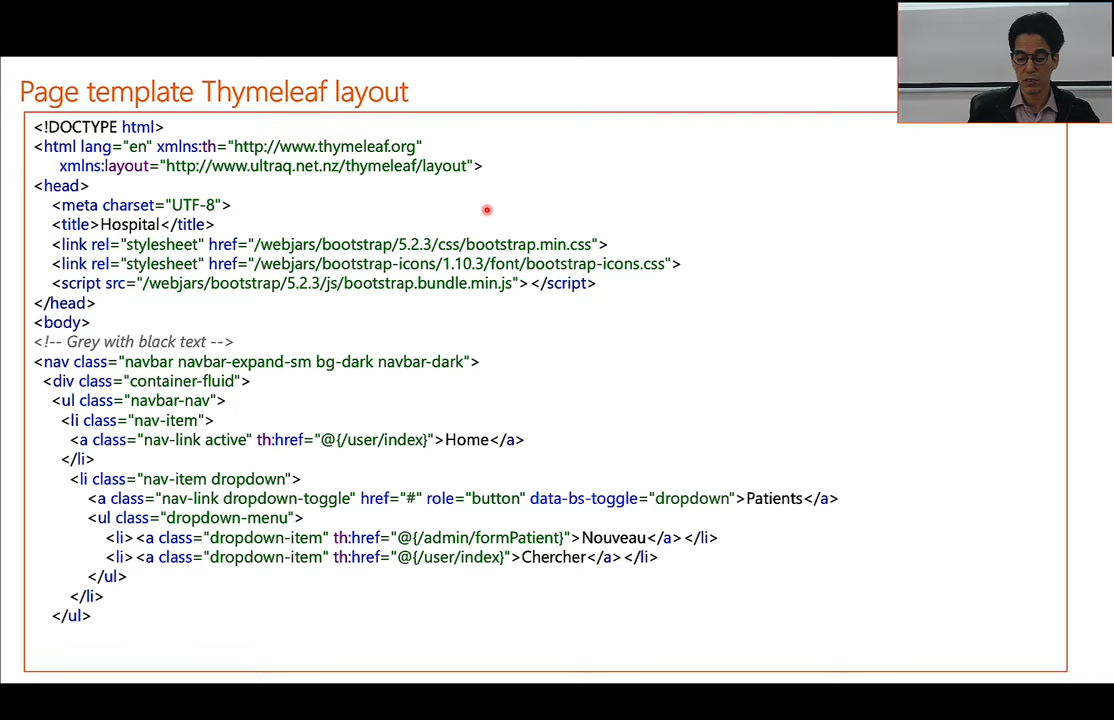 Page template Thymeleaf layout
<!DOCTYPE html>
<html lang="en" xmlns:th="http://www.thymeleaf.org"
xmlns:layout="http://www.ultraq.net.nz/thymeleaf/layout">
<head>
<meta charset="UTF-8">
<title>Hospital</title>
<link rel="stylesheet" href="/webjars/bootstrap/5.2.3/css/bootstrap.min.css">
<link rel="stylesheet" href="/webjars/bootstrap-icons/1.10.3/font/bootstrap-icons.css">
<script src="/webjars/bootstrap/5.2.3/js/bootstrap.bundle.min.js"></script>
</head>
<body>
<!-- Grey with black text -->
<nav class="navbar navbar-expand-sm bg-dark navbar-dark">
<div class="container-fluid">
<ul class="navbar-nav">
<li class="nav-item">
<a class="nav-link active" th:href="@{/user/index}">Home</a>
</li>
<li class="nav-item dropdown">
<a class="nav-link dropdown-toggle" href="#" role="button" data-bs-toggle="dropdown">Patients</a>
<ul class="dropdown-menu">
<li><a class="dropdown-item" th:href="@{/admin/formPatient}">Nouveau</a></li>
<li><a class="dropdown-item" th:href="@{/user/index}">Chercher</a></li>
</ul>
</li>
</ul>